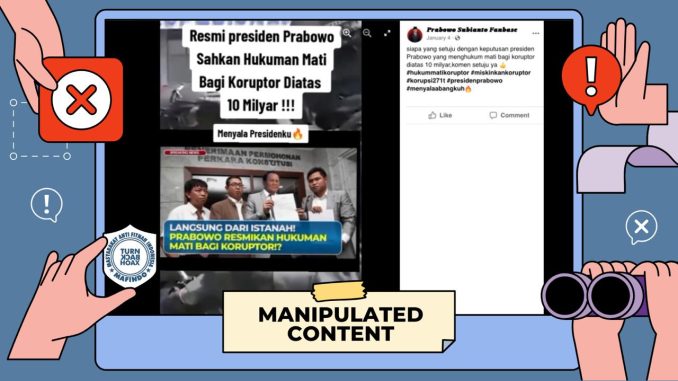 Resmi presiden Prabowo
Sahkan Hukuman Mati
Bagi Koruptor Diatas
10 Milyar !!!
Menyala Presidenku🔥
BREAKING NEWS
PENERIMAAN PERMOHONAN
PERKARA KONSTITUSI
LANGSUNG DARI ISTANAH!
PRABOWO RESMIKAN HUKUMAN
MATI BAGI KORUPTOR!?
Prabowo Subianto Fanbase
January 4
siapa yang setuju dengan keputusan presiden
Prabowo yang menghukum mati bagi koruptor
diatas 10 milyar,komen setuju ya 👍
#hukummatikoruptor #miskinkankoruptor
#korupsi271t #presidenprabowo
#menyalaabangkuh🔥
Like
Comment
MASYARAKAT ANTI FITNAH INDONESIA
TURN
BACK
HOAX
MAFINDO
MANIPULATED
CONTENT